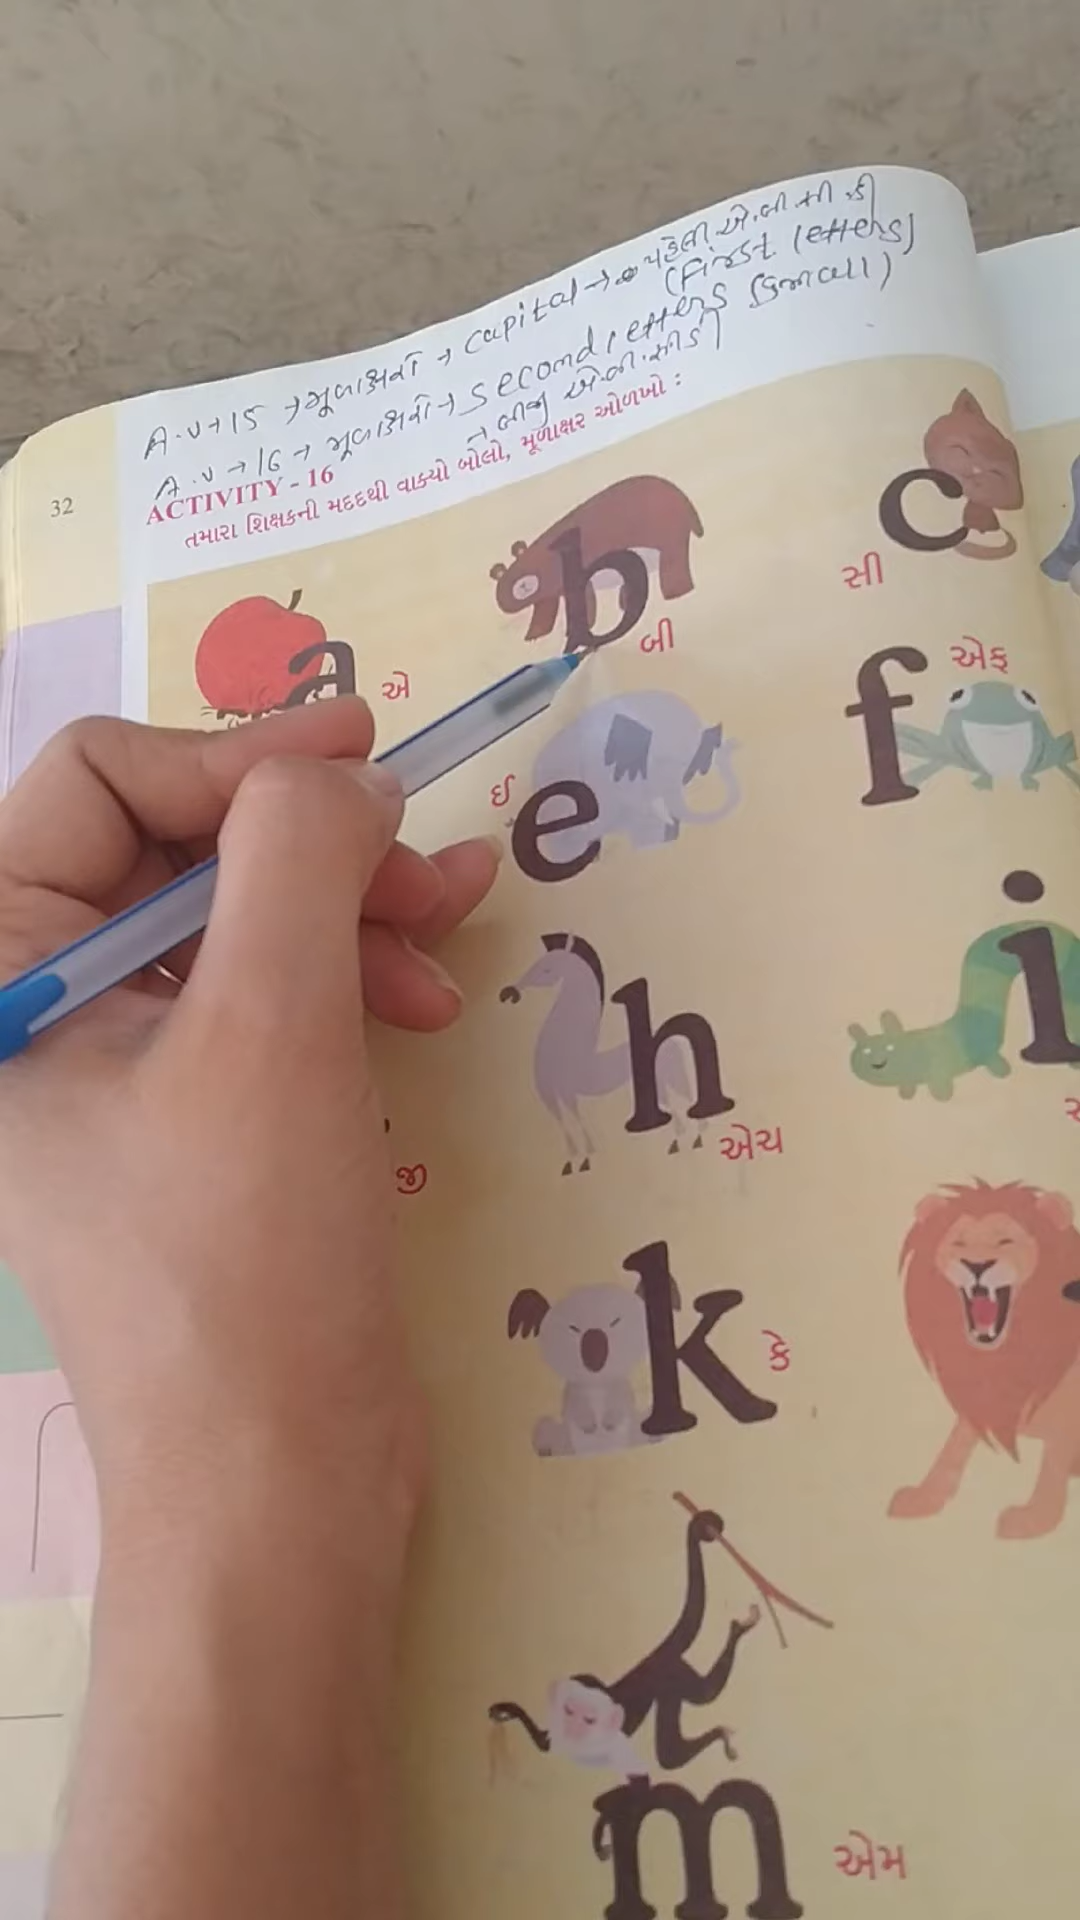 A.V → 15 → મૂળાક્ષર્વો → capital → પહેલી એ.બી.સી.ડી
(First letters)
A.V → 16 → મૂળાક્ષર્વો → second letters (small)
→ બીજી એ.બી.સી.ડી
32
ACTIVITY - 16
તમારા શિક્ષકની મદદથી વાક્યો બોલો, મૂળાક્ષર ઓળખો :
a એ
b બી
c સી
e ઈ
f એફ
જી
h એચ
i
k કે
m એમ